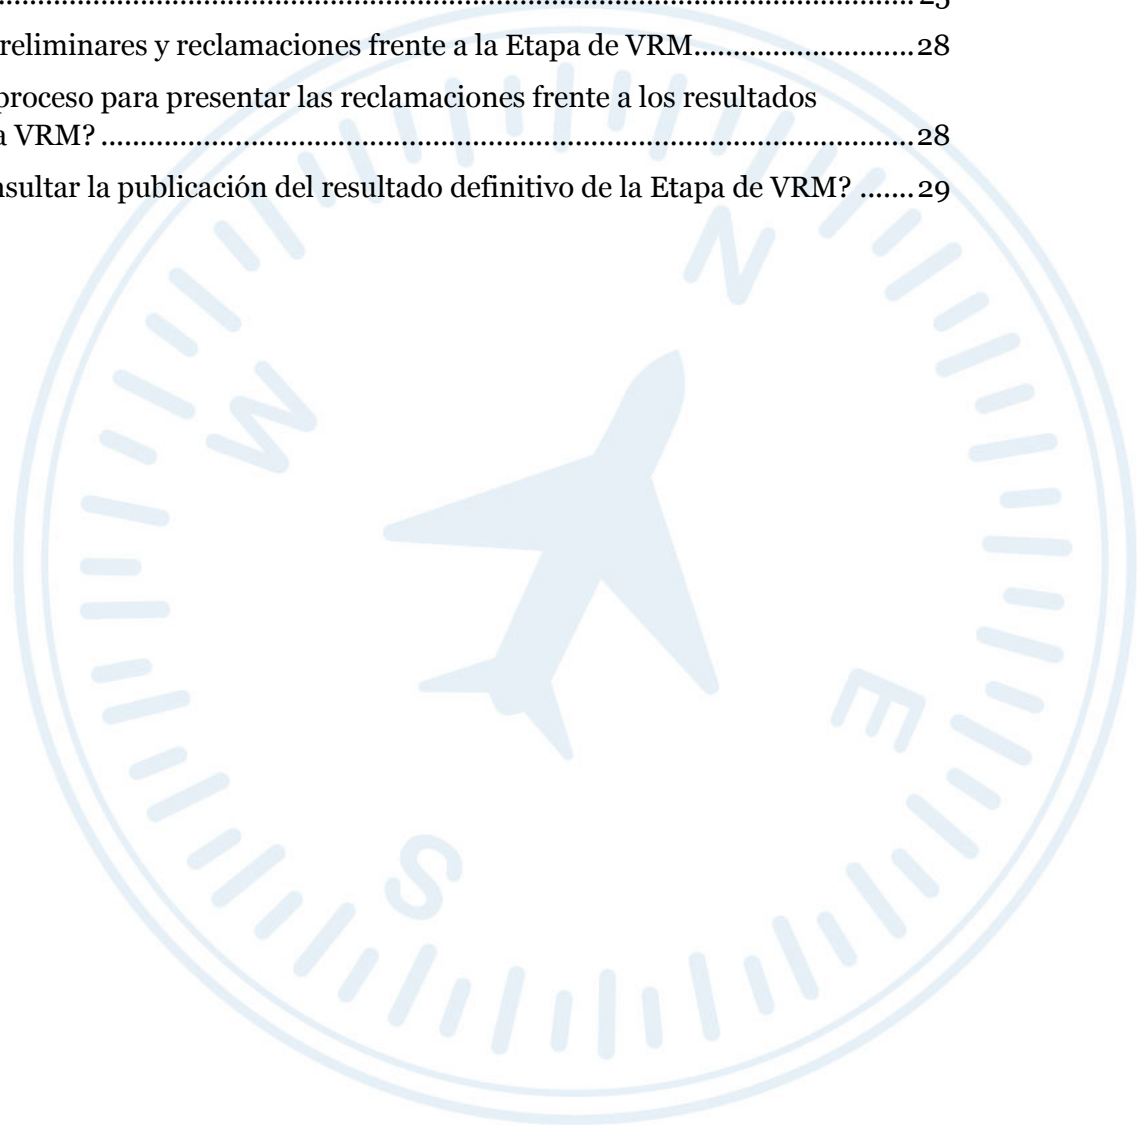 reliminares y reclamaciones frente a la Etapa de VRM............................28
proceso para presentar las reclamaciones frente a los resultados
a VRM? ....................................................................................................28
nsultar la publicación del resultado definitivo de la Etapa de VRM? .......29
N
W
E
S